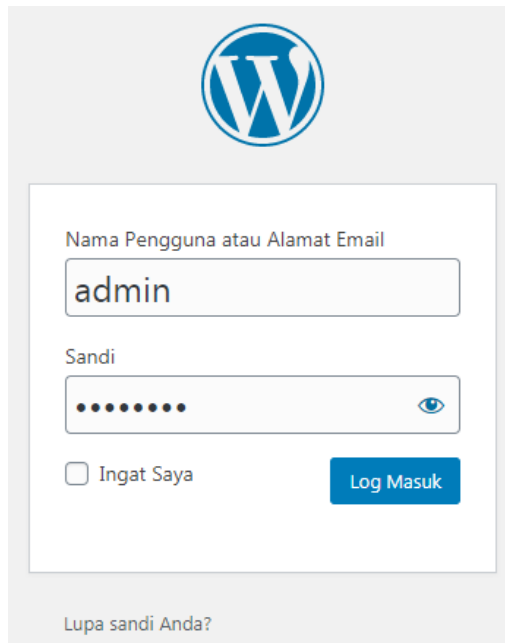 Nama Pengguna atau Alamat Email
admin
Sandi
••••••••
Ingat Saya
Log Masuk
Lupa sandi Anda?